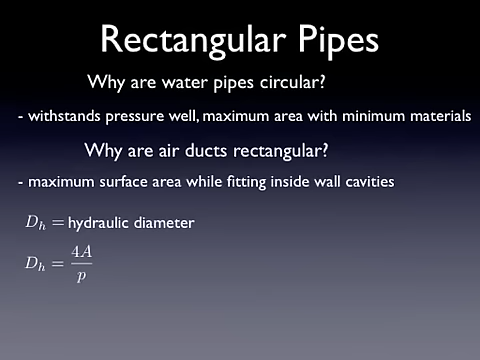 Rectangular Pipes
Why are water pipes circular?
- withstands pressure well, maximum area with minimum materials
Why are air ducts rectangular?
- maximum surface area while fitting inside wall cavities
D_h = hydraulic diameter
D_h = \frac{4A}{p}